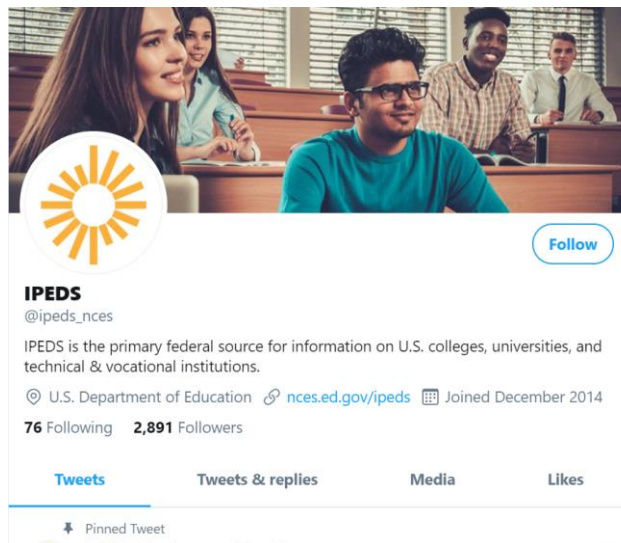 Follow
IPEDS
@ipeds_nces
IPEDS is the primary federal source for information on U.S. colleges, universities, and
technical & vocational institutions.
U.S. Department of Education nces.ed.gov/ipeds Joined December 2014
76 Following 2,891 Followers
Tweets Tweets & replies Media Likes
Pinned Tweet